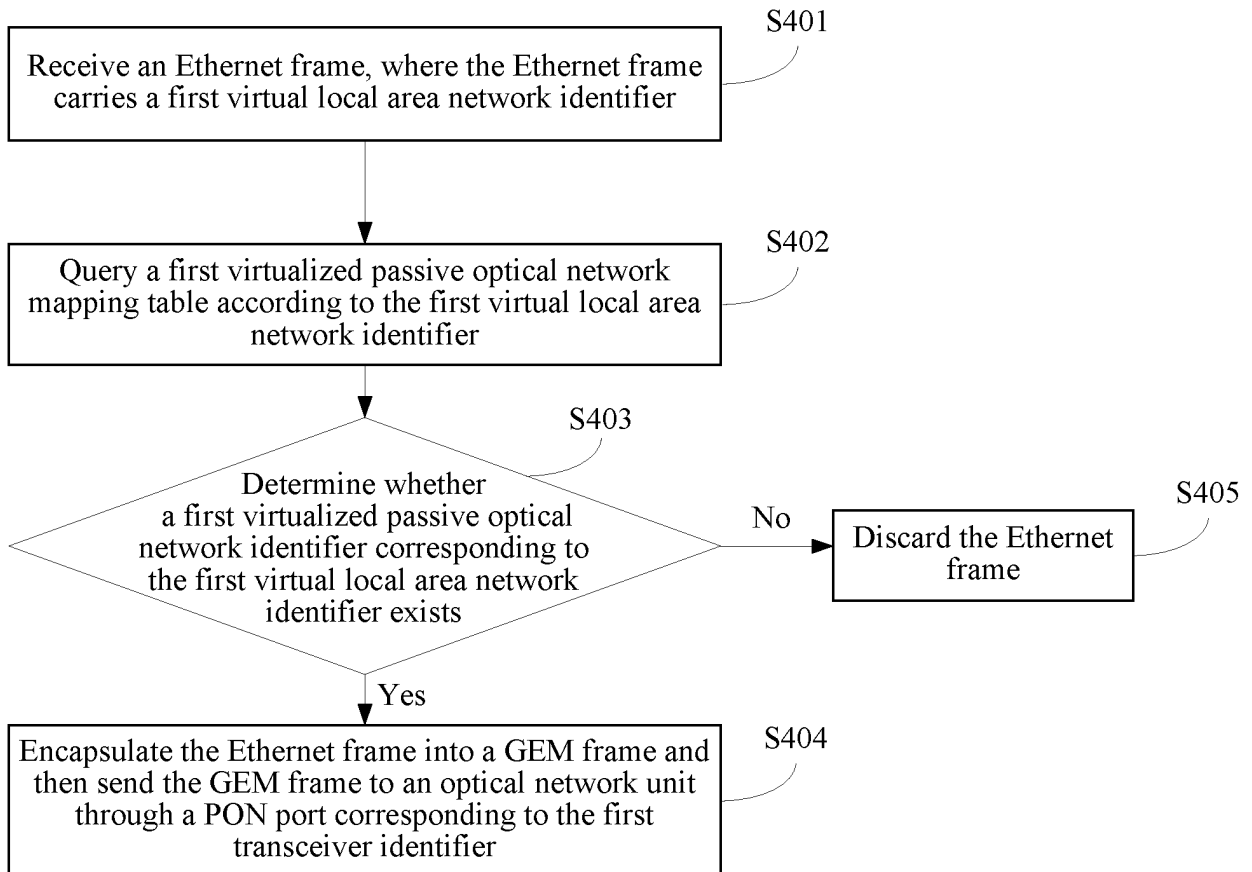 S401
Receive an Ethernet frame, where the Ethernet frame
carries a first virtual local area network identifier
S402
Query a first virtualized passive optical network
mapping table according to the first virtual local area
network identifier
S403
Determine whether
a first virtualized passive optical
network identifier corresponding to
the first virtual local area network
identifier exists
No
S405
Discard the Ethernet
frame
Yes
S404
Encapsulate the Ethernet frame into a GEM frame and
then send the GEM frame to an optical network unit
through a PON port corresponding to the first
transceiver identifier